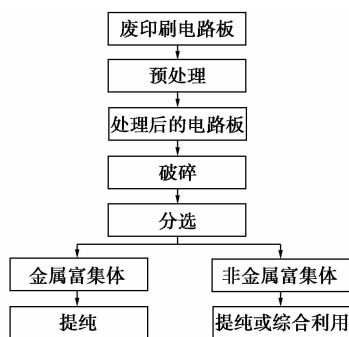 废印刷电路板
预处理
处理后的电路板
破碎
分选
金属富集体
非金属富集体
提纯
提纯或综合利用